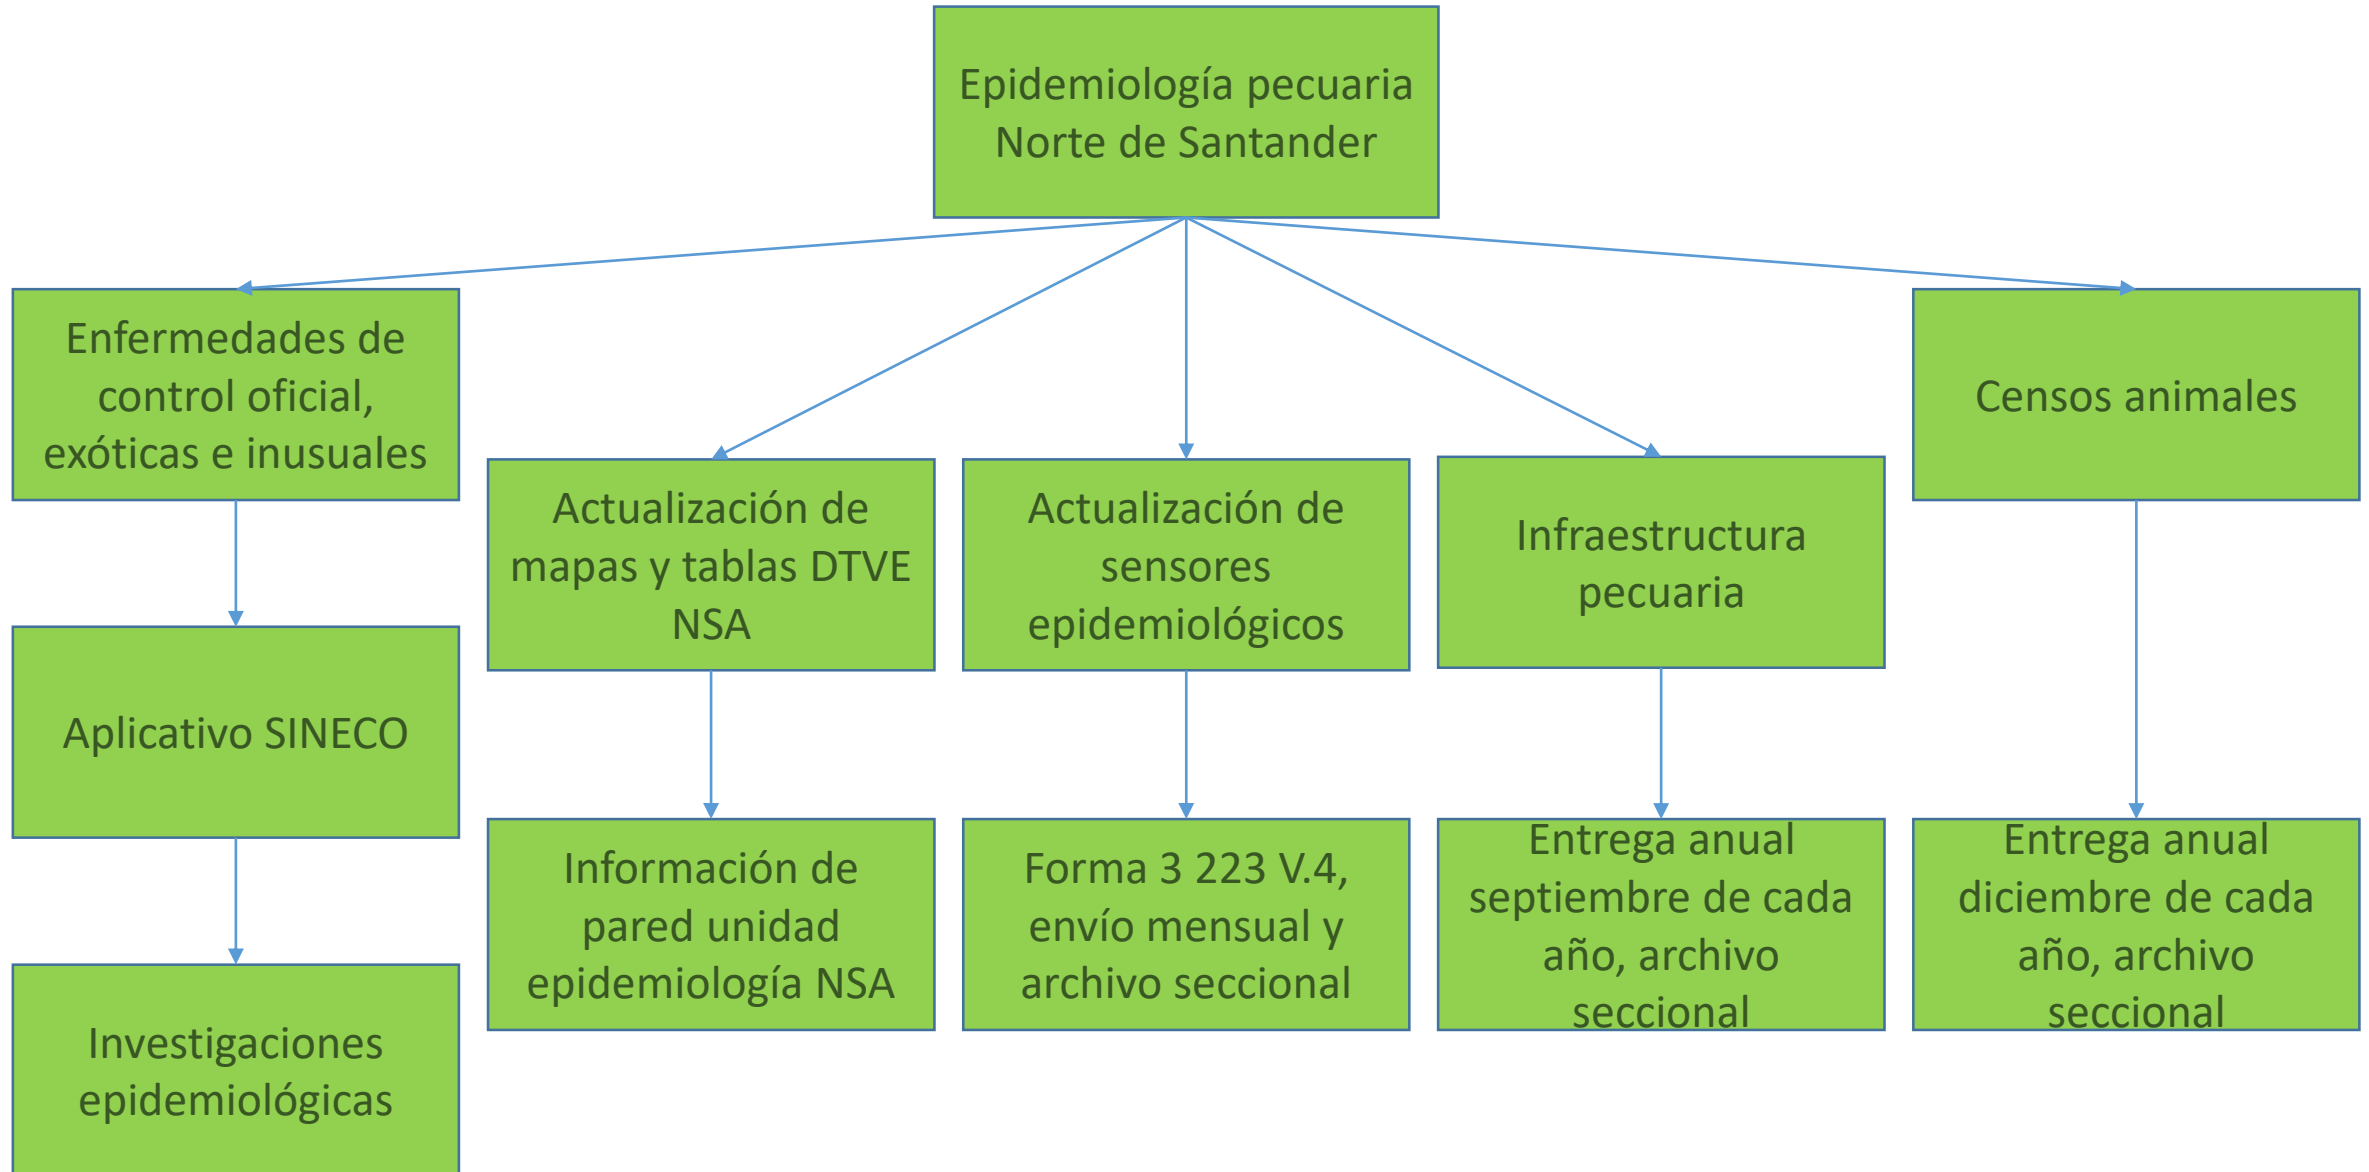 Epidemiología pecuaria
Norte de Santander
Enfermedades de
control oficial,
exóticas e inusuales
Actualización de
mapas y tablas DTVE
NSA
Actualización de
sensores
epidemiológicos
Infraestructura
pecuaria
Censos animales
Aplicativo SINECO
Información de
pared unidad
epidemiología NSA
Forma 3 223 V.4,
envío mensual y
archivo seccional
Entrega anual
septiembre de cada
año, archivo
seccional
Entrega anual
diciembre de cada
año, archivo
seccional
Investigaciones
epidemiológicas